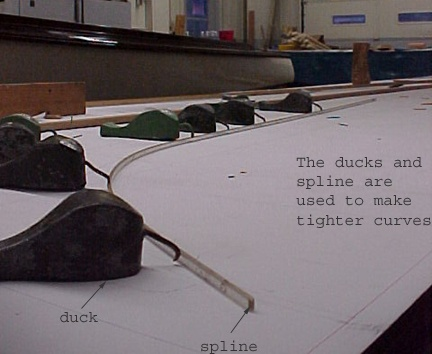 The ducks and
spline are
used to make
tighter curves
duck
spline